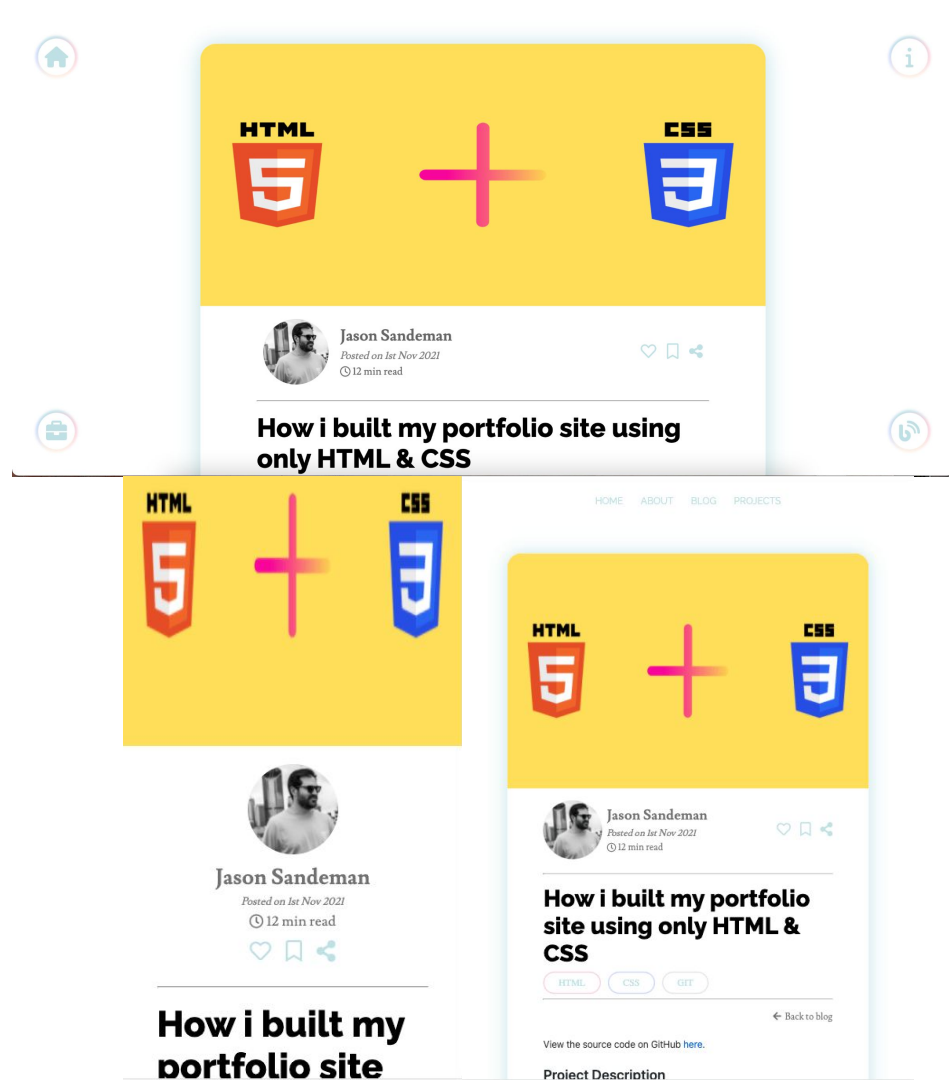 HTML
CSS
Jason Sandeman
Posted on 1st Nov 2021
12 min read
How i built my portfolio site using
only HTML & CSS
HTML
CSS
Jason Sandeman
Posted on 1st Nov 2021
12 min read
How i built my
portfolio site
HOME ABOUT BLOG PROJECTS
HTML
CSS
Jason Sandeman
Posted on 1st Nov 2021
12 min read
How i built my portfolio
site using only HTML &
CSS
HTML CSS GIT
Back to blog
View the source code on GitHub here.
Project Description